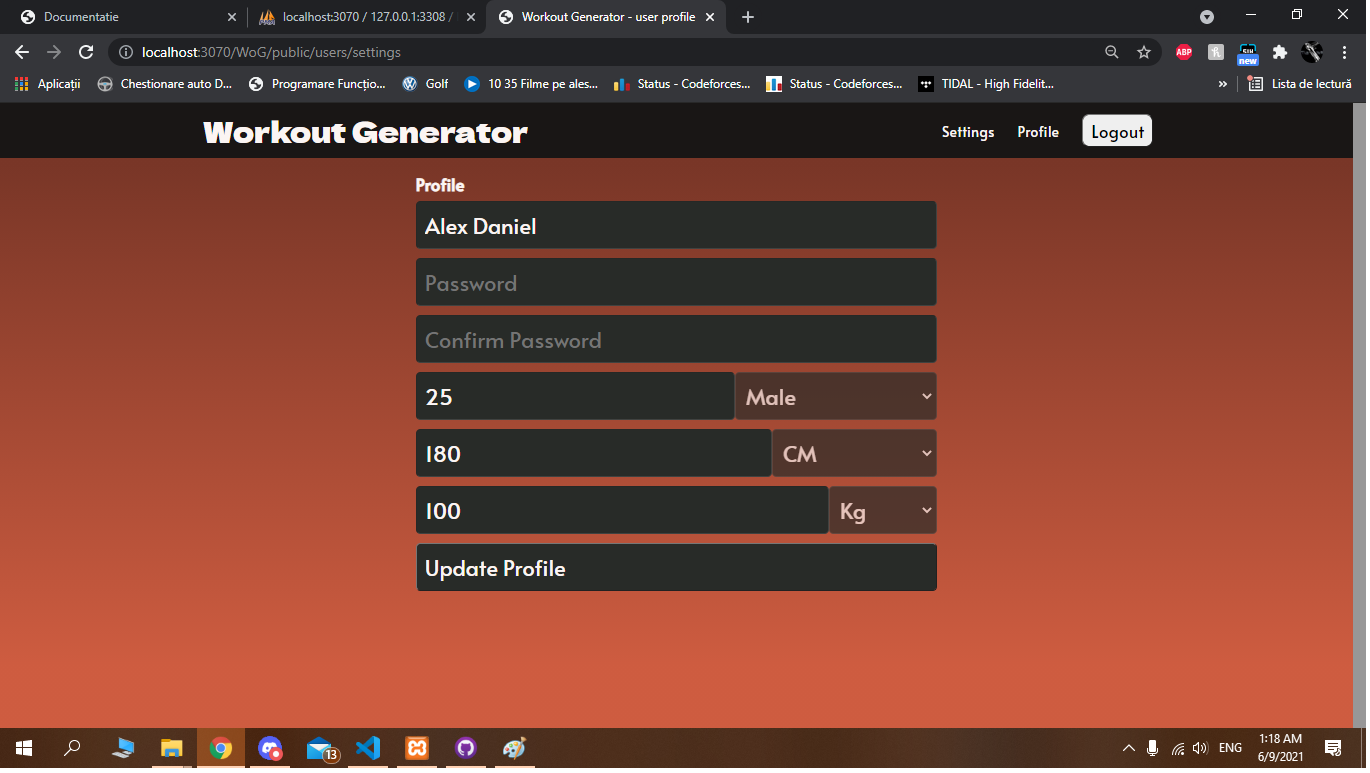 Documentatie
localhost:3070 / 127.0.0.1:3308 /
Workout Generator - user profile
localhost:3070/WoG/public/users/settings
ABP
new
Aplicații
Chestionare auto D...
Programare Funcțio...
Golf
10 35 Filme pe ales...
Status - Codeforces...
Status - Codeforces...
TIDAL - High Fidelit...
»
Lista de lectură
Workout Generator
Settings
Profile
Logout
Profile
Alex Daniel
Password
Confirm Password
25
Male
180
CM
100
Kg
Update Profile
13
ENG
1:18 AM
6/9/2021